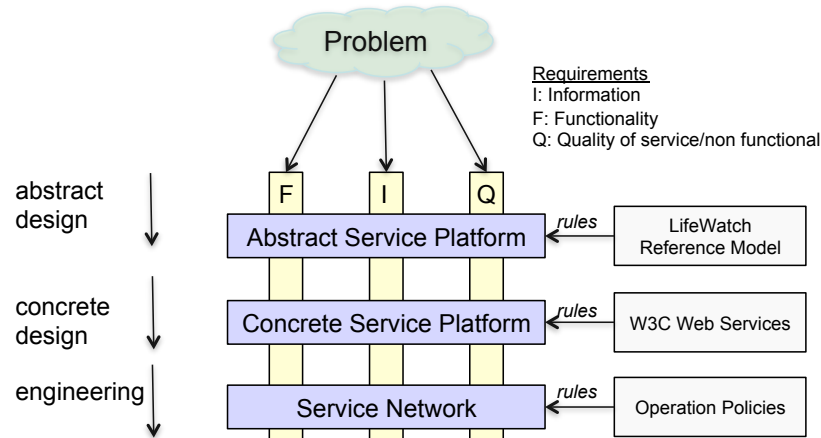 Problem
Requirements
I: Information
F: Functionality
Q: Quality of service/non functional
abstract
design
F I Q
Abstract Service Platform
rules
LifeWatch
Reference Model
concrete
design
Concrete Service Platform
rules
W3C Web Services
engineering
Service Network
rules
Operation Policies